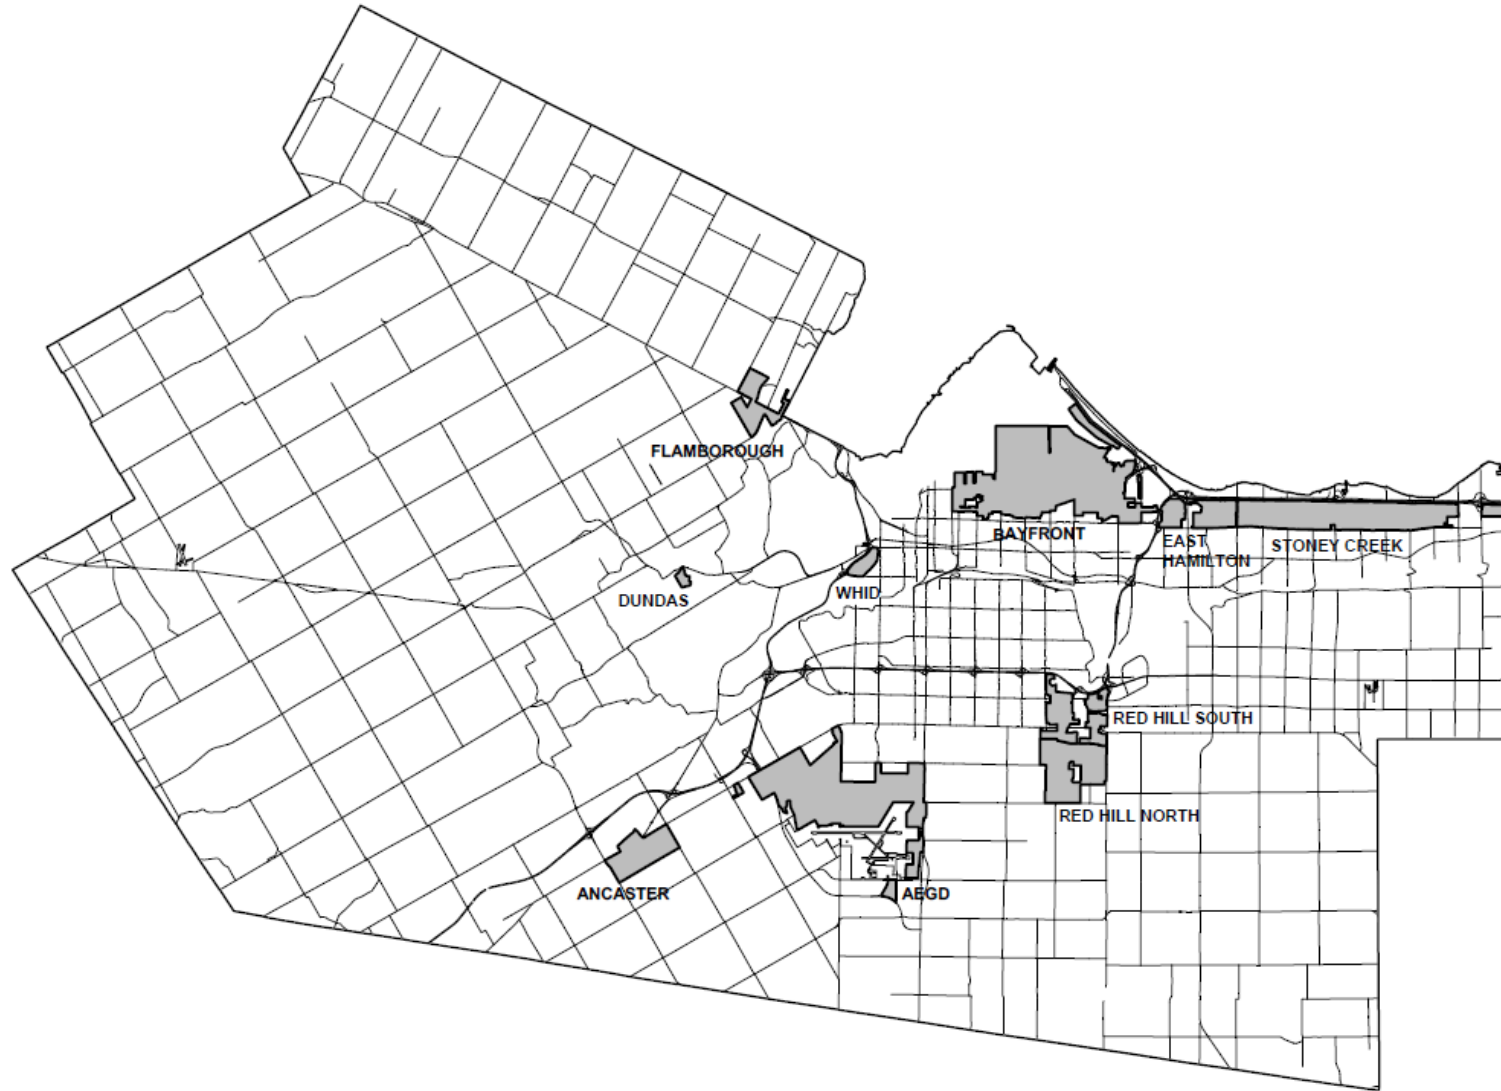 FLAMBOROUGH
BAYFRONT
EAST
HAMILTON
STONEY CREEK
DUNDAS
WHID
RED HILL SOUTH
RED HILL NORTH
ANCASTER
AEGD